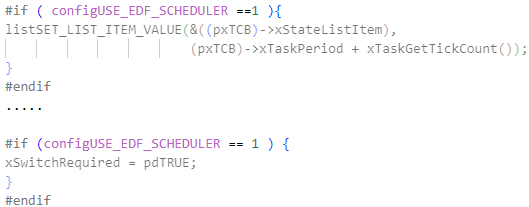 #if ( configUSE_EDF_SCHEDULER ==1 ){
listSET_LIST_ITEM_VALUE(&((pxTCB)->xStateListItem),
(pxTCB)->xTaskPeriod + xTaskGetTickCount());
}
#endif
.....
#if (configUSE_EDF_SCHEDULER == 1 ) {
xSwitchRequired = pdTRUE;
}
#endif